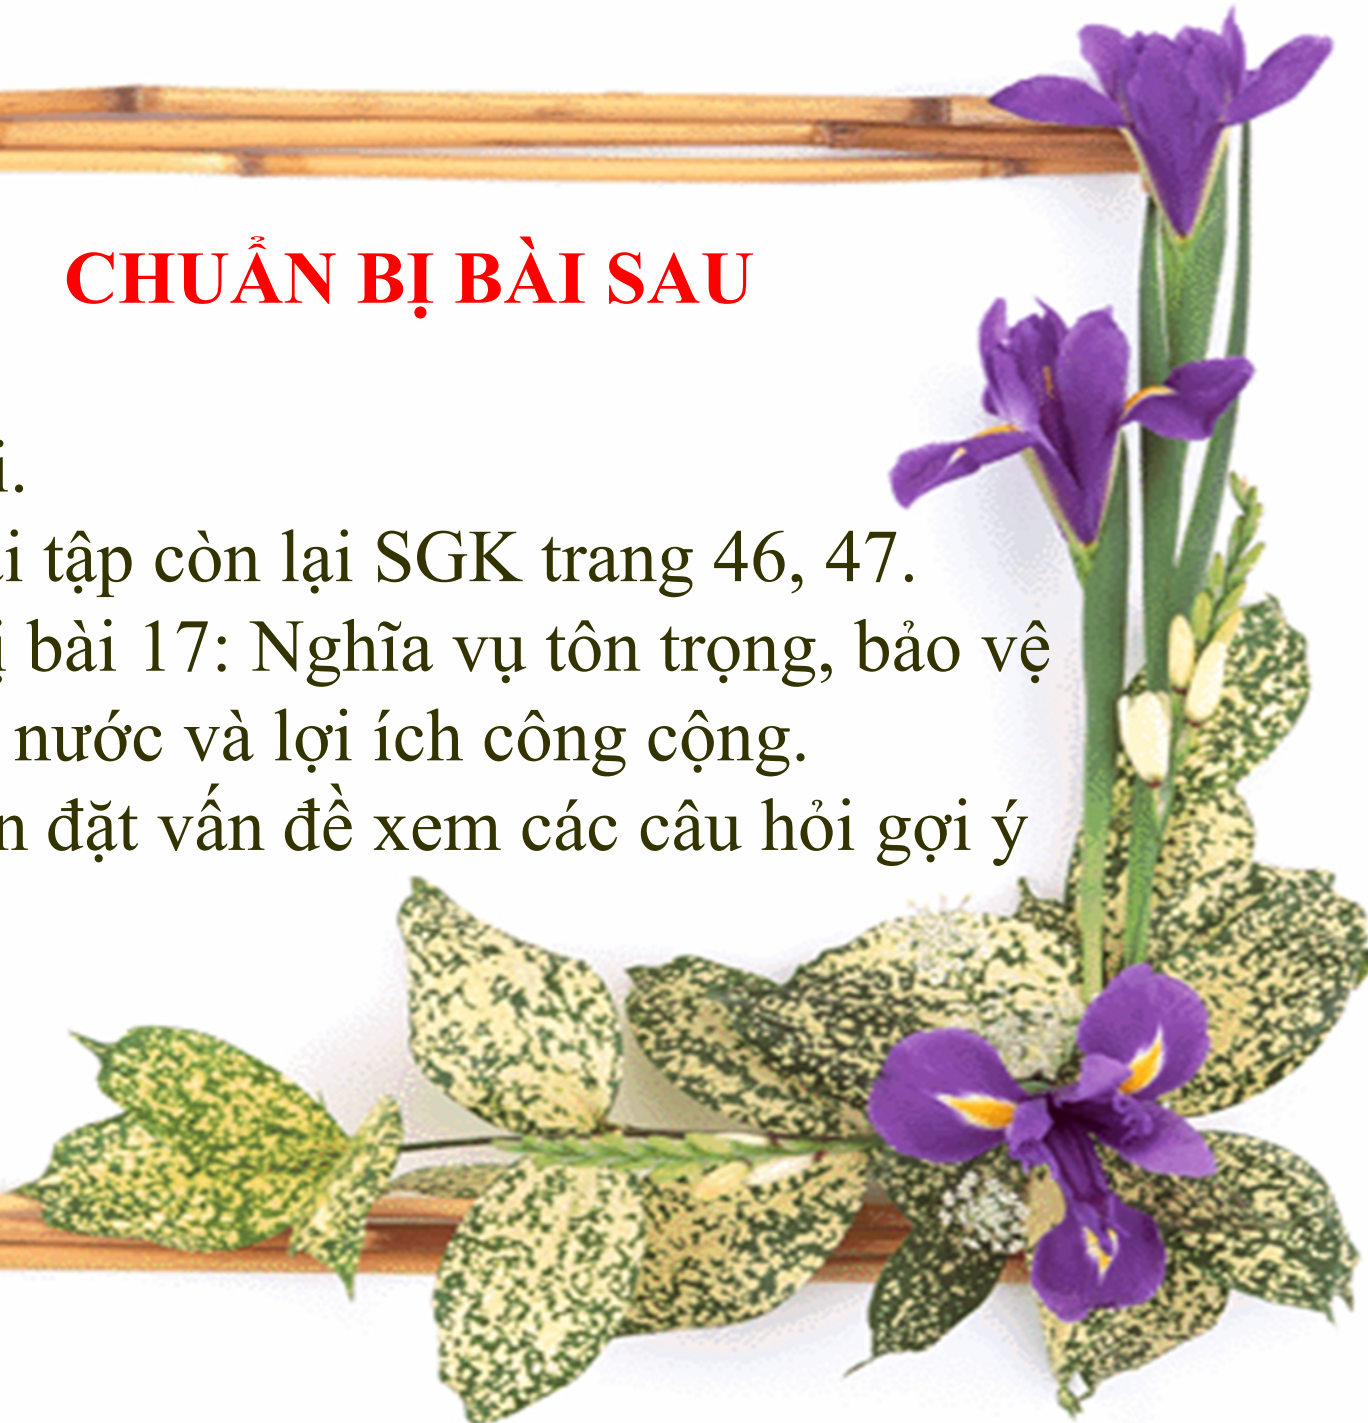 CHUẨN BỊ BÀI SAU
i.
i tập còn lại SGK trang 46, 47.
bài 17: Nghĩa vụ tôn trọng, bảo vệ
nước và lợi ích công cộng.
n đặt vấn đề xem các câu hỏi gợi ý